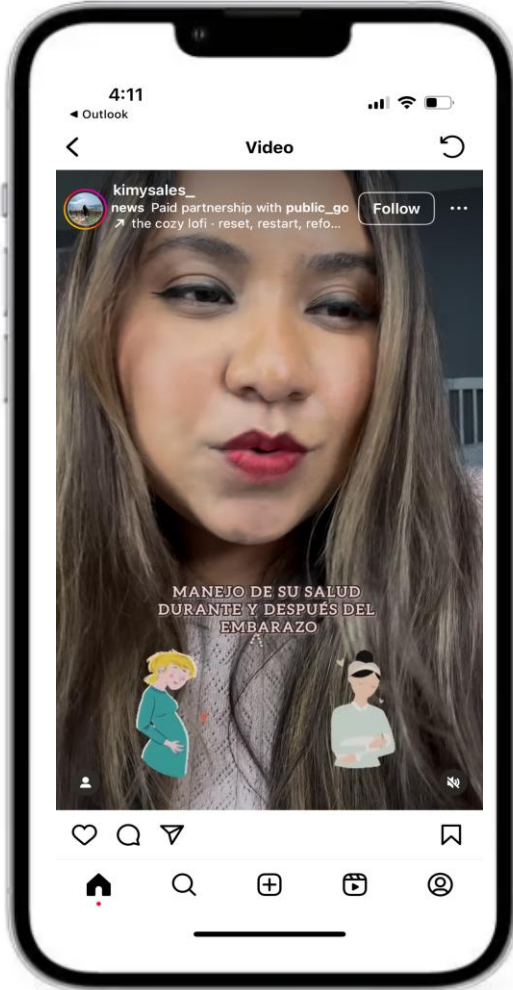 4:11
◄ Outlook
Video
kimysales_
news Paid partnership with public_go
↗ the cozy lofi · reset, restart, refo...
Follow
MANEJO DE SU SALUD
DURANTE Y DESPUÉS DEL
EMBARAZO